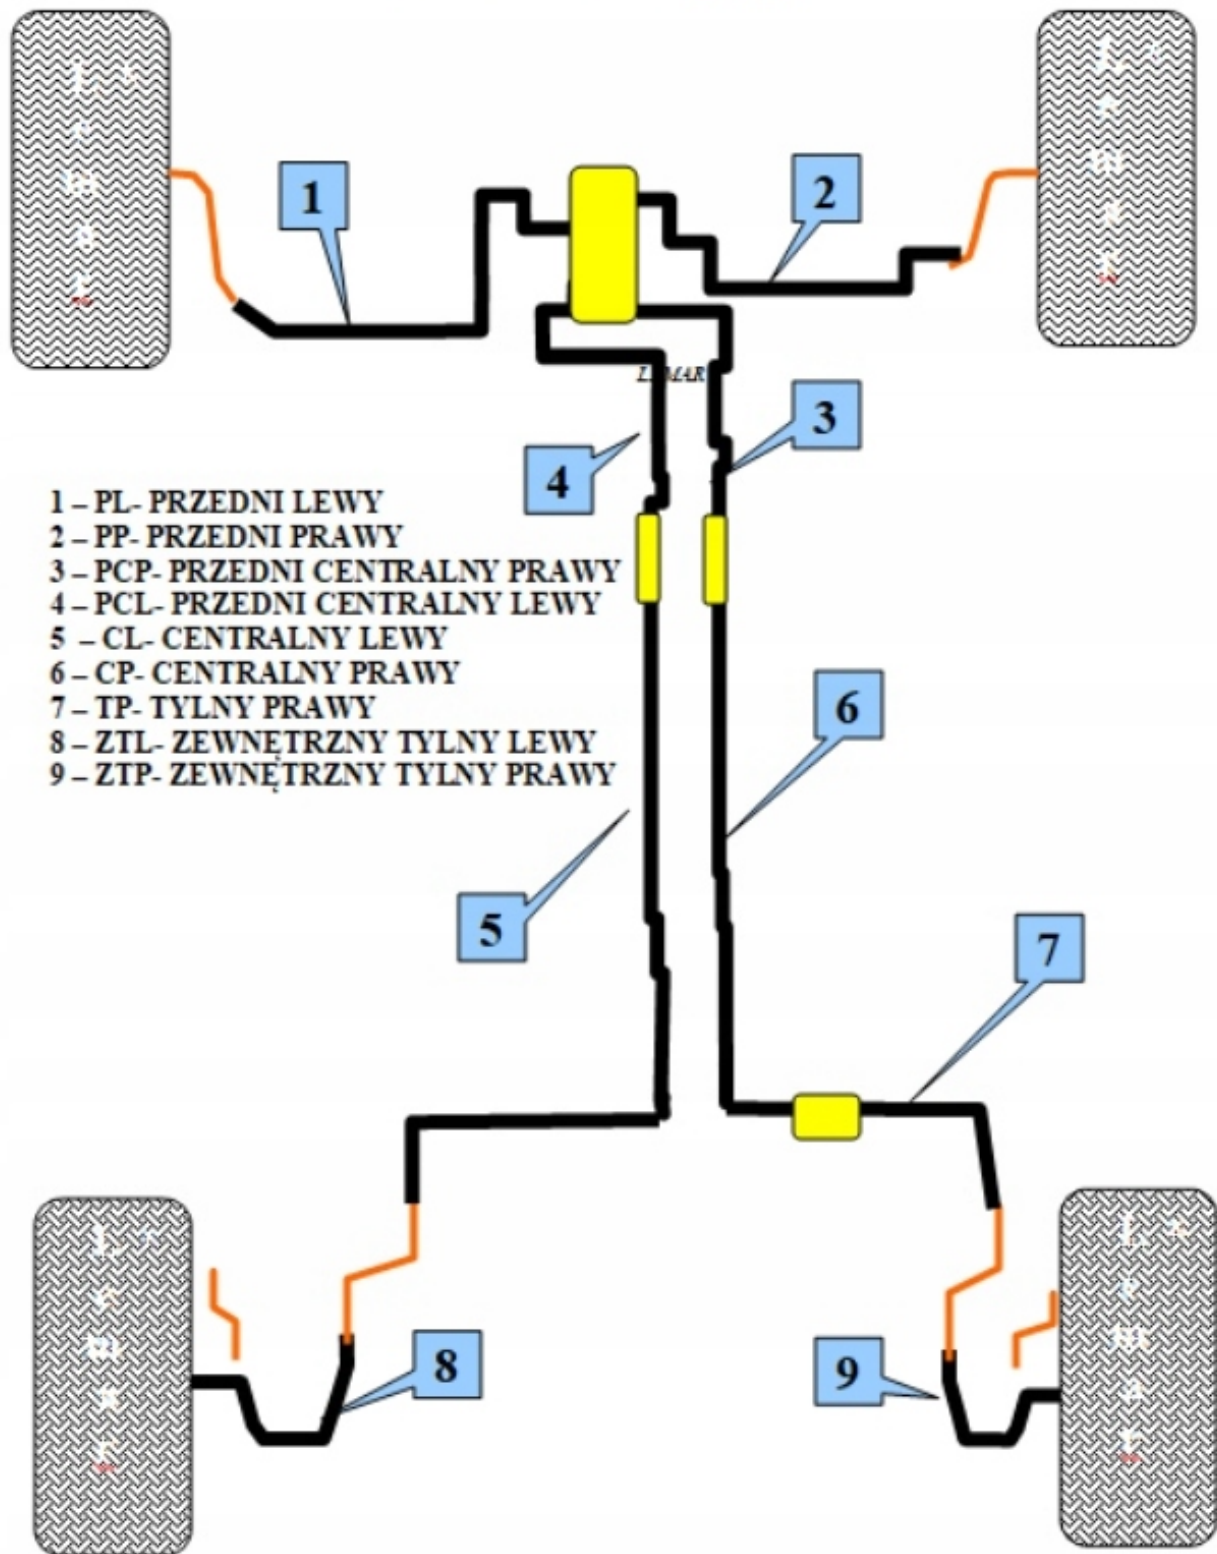 1
2
L MAR
3
4
1 – PL- PRZEDNI LEWY
2 – PP- PRZEDNI PRAWY
3 – PCP- PRZEDNI CENTRALNY PRAWY
4 – PCL- PRZEDNI CENTRALNY LEWY
5 – CL- CENTRALNY LEWY
6 – CP- CENTRALNY PRAWY
7 – TP- TYLNY PRAWY
8 – ZTL- ZEWNĘTRZNY TYLNY LEWY
9 – ZTP- ZEWNĘTRZNY TYLNY PRAWY
6
5
7
8
9